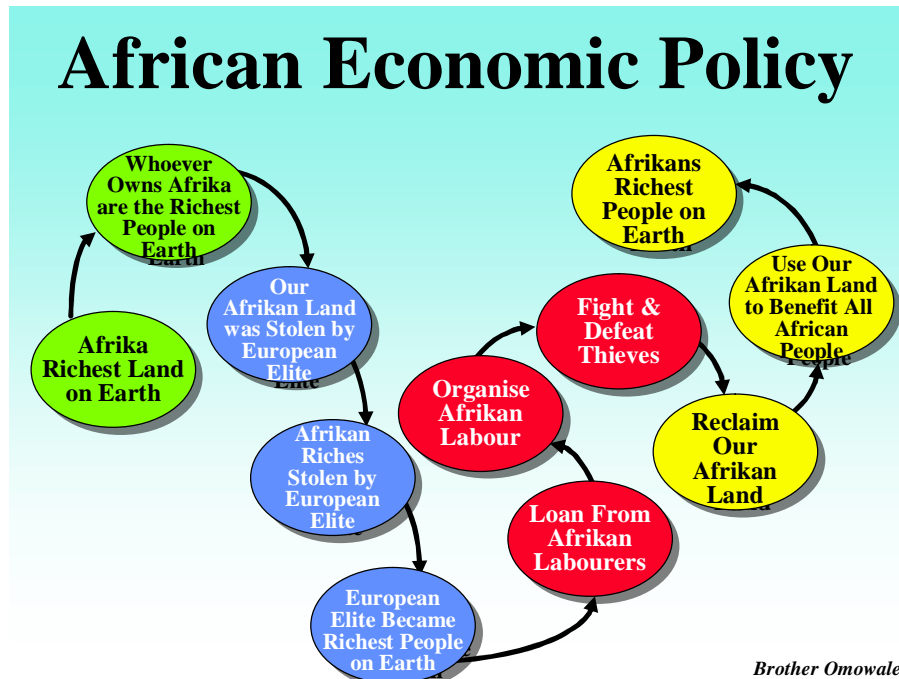 African Economic Policy
Afrika
Richest Land
on Earth
Whoever
Owns Afrika
are the Richest
People on
Earth
Our
Afrikan Land
was Stolen by
European
Elite
Afrikan
Riches
Stolen by
European
Elite
European
Elite Became
Richest People
on Earth
Loan From
Afrikan
Labourers
Organise
Afrikan
Labour
Fight &
Defeat
Thieves
Reclaim
Our
Afrikan
Land
Use Our
Afrikan Land
to Benefit All
African
People
Afrikans
Richest
People on
Earth
Brother Omowale